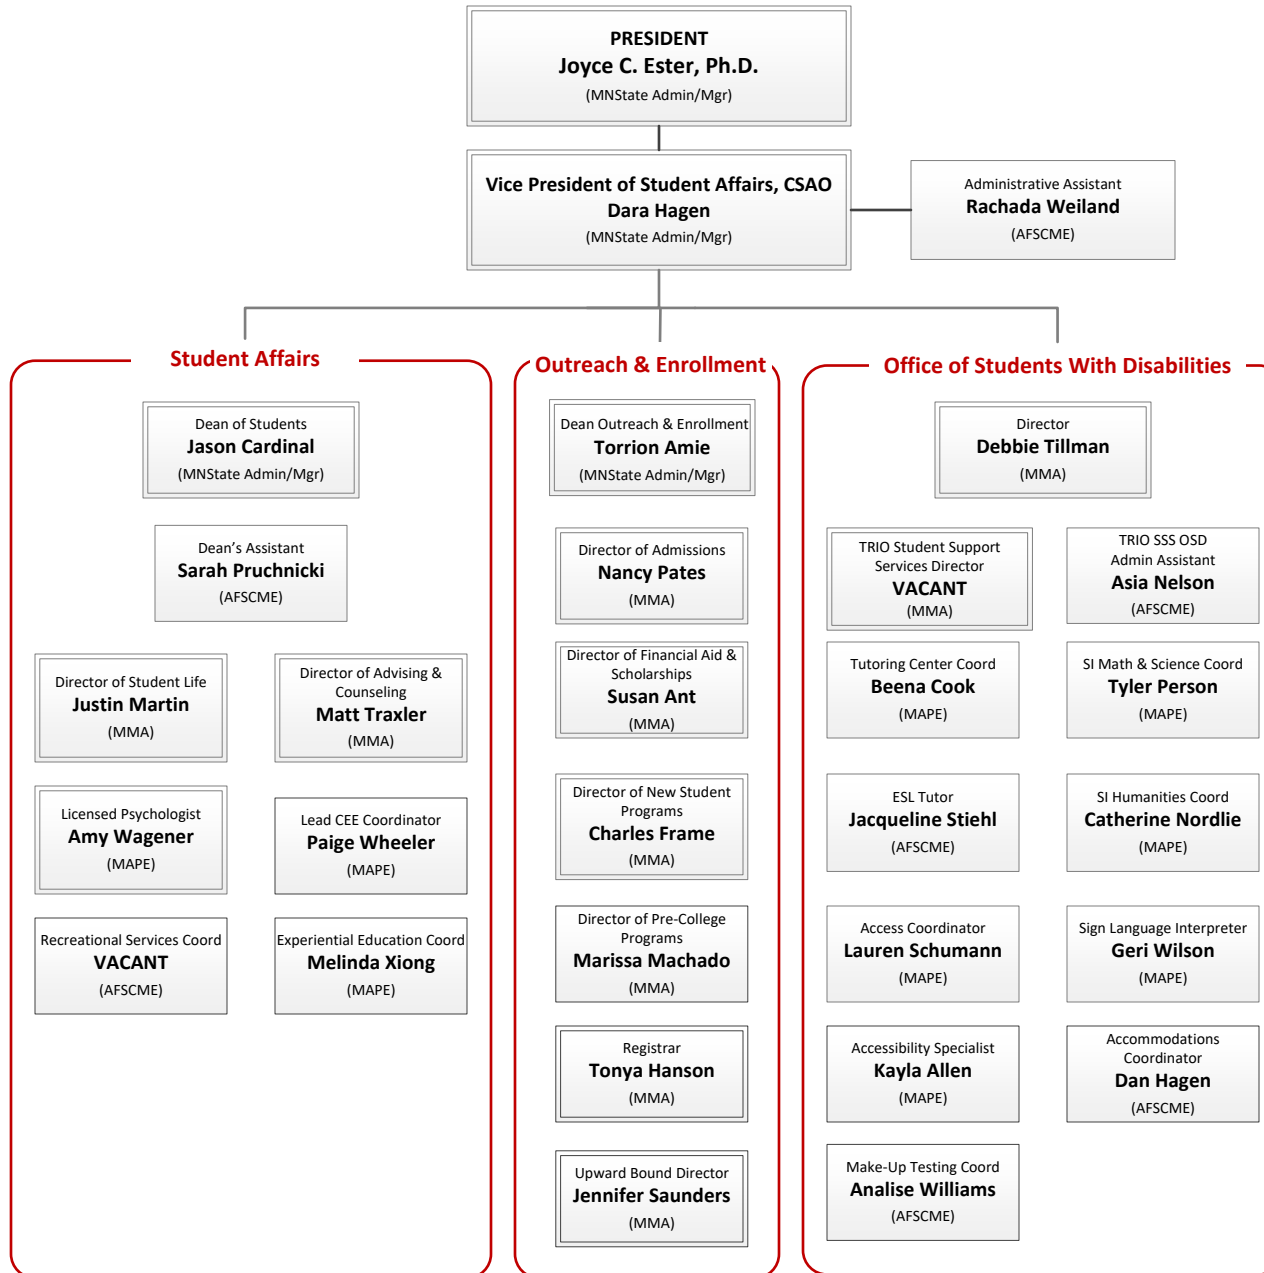 PRESIDENT
Joyce C. Ester, Ph.D.
(MNState Admin/Mgr)
Vice President of Student Affairs, CSAO
Dara Hagen
(MNState Admin/Mgr)
Administrative Assistant
Rachada Weiland
(AFSCME)
Student Affairs
Dean of Students
Jason Cardinal
(MNState Admin/Mgr)
Dean’s Assistant
Sarah Pruchnicki
(AFSCME)
Director of Student Life
Justin Martin
(MMA)
Director of Advising &
Counseling
Matt Traxler
(MMA)
Licensed Psychologist
Amy Wagener
(MAPE)
Lead CEE Coordinator
Paige Wheeler
(MAPE)
Recreational Services Coord
VACANT
(AFSCME)
Experiential Education Coord
Melinda Xiong
(MAPE)
Outreach & Enrollment
Dean Outreach & Enrollment
Torrion Amie
(MNState Admin/Mgr)
Director of Admissions
Nancy Pates
(MMA)
Director of Financial Aid &
Scholarships
Susan Ant
(MMA)
Director of New Student
Programs
Charles Frame
(MMA)
Director of Pre-College
Programs
Marissa Machado
(MMA)
Registrar
Tonya Hanson
(MMA)
Upward Bound Director
Jennifer Saunders
(MMA)
Office of Students With Disabilities
Director
Debbie Tillman
(MMA)
TRIO Student Support
Services Director
VACANT
(MMA)
TRIO SSS OSD
Admin Assistant
Asia Nelson
(AFSCME)
Tutoring Center Coord
Beena Cook
(MAPE)
SI Math & Science Coord
Tyler Person
(MAPE)
ESL Tutor
Jacqueline Stiehl
(AFSCME)
SI Humanities Coord
Catherine Nordlie
(MAPE)
Access Coordinator
Lauren Schumann
(MAPE)
Sign Language Interpreter
Geri Wilson
(MAPE)
Accessibility Specialist
Kayla Allen
(MAPE)
Accommodations
Coordinator
Dan Hagen
(AFSCME)
Make-Up Testing Coord
Analise Williams
(AFSCME)